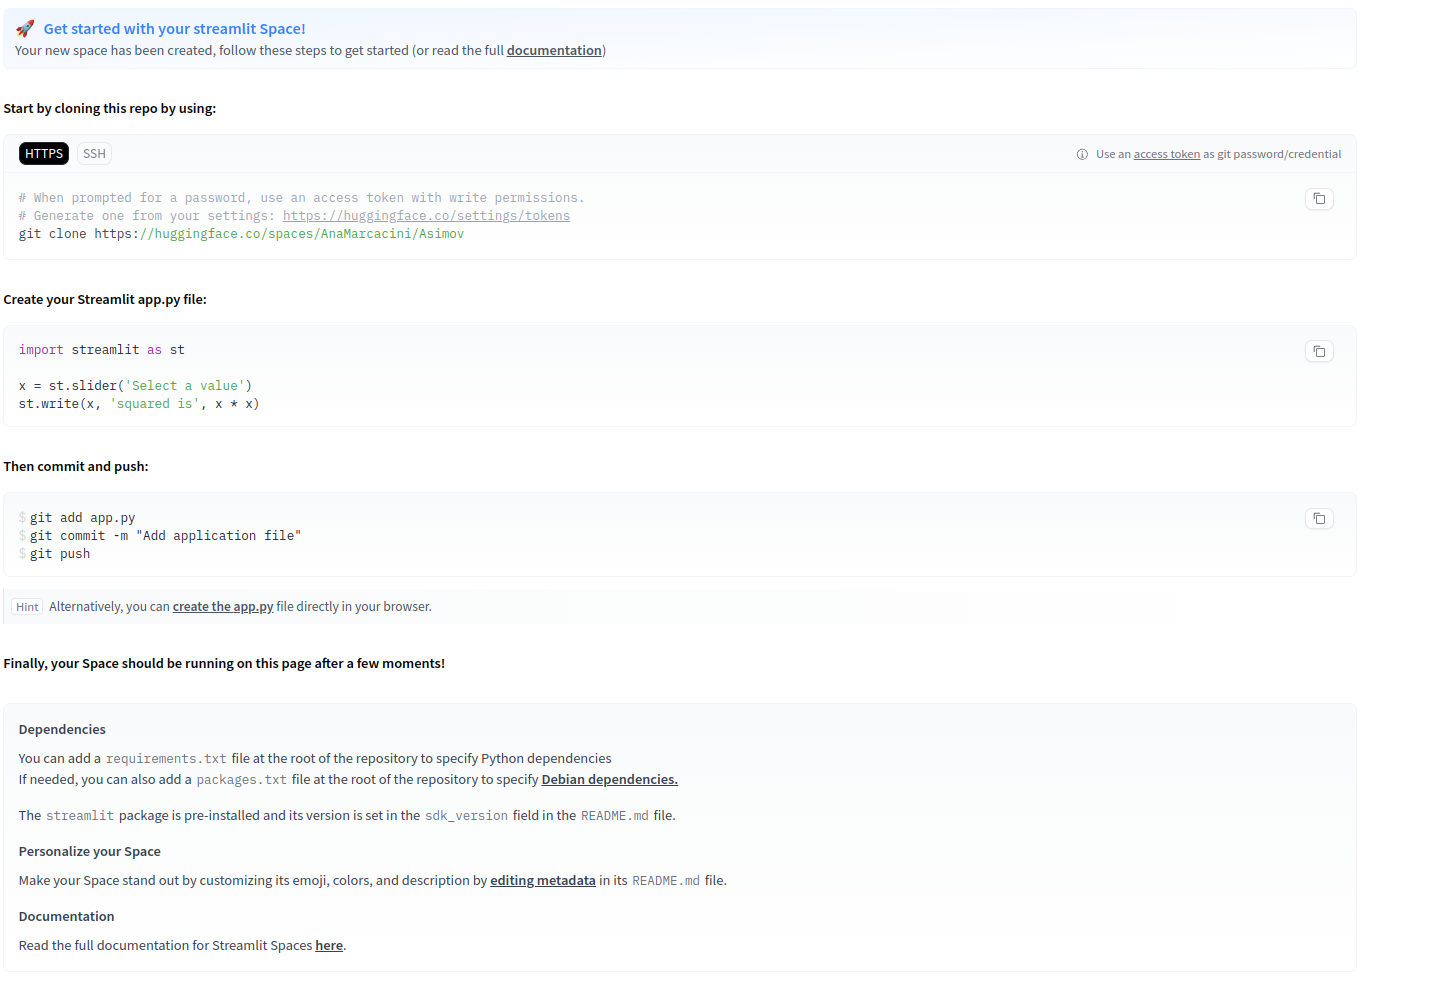 🚀 Get started with your streamlit Space!
Your new space has been created, follow these steps to get started (or read the full documentation)
Start by cloning this repo by using:
HTTPS SSH Use an access token as git password/credential
# When prompted for a password, use an access token with write permissions.
# Generate one from your settings: https://huggingface.co/settings/tokens
git clone https://huggingface.co/spaces/AnaMarcacini/Asimov
Create your Streamlit app.py file:
import streamlit as st
x = st.slider('Select a value')
st.write(x, 'squared is', x * x)
Then commit and push:
$ git add app.py
$ git commit -m "Add application file"
$ git push
Hint Alternatively, you can create the app.py file directly in your browser.
Finally, your Space should be running on this page after a few moments!
Dependencies
You can add a requirements.txt file at the root of the repository to specify Python dependencies
If needed, you can also add a packages.txt file at the root of the repository to specify Debian dependencies.
The streamlit package is pre-installed and its version is set in the sdk_version field in the README.md file.
Personalize your Space
Make your Space stand out by customizing its emoji, colors, and description by editing metadata in its README.md file.
Documentation
Read the full documentation for Streamlit Spaces here.